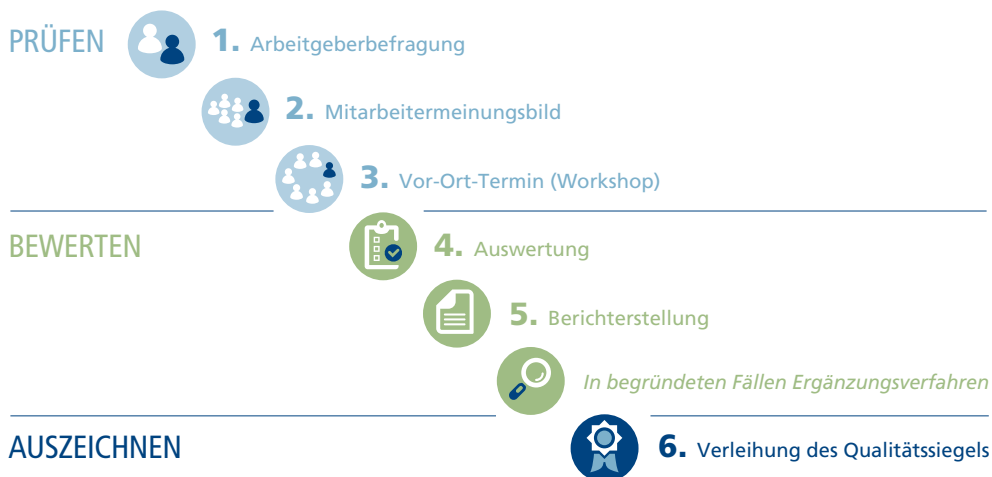 PRÜFEN
1. Arbeitgeberbefragung
2. Mitarbeitermeinungsbild
3. Vor-Ort-Termin (Workshop)
BEWERTEN
4. Auswertung
5. Berichterstellung
In begründeten Fällen Ergänzungsverfahren
AUSZEICHNEN
6. Verleihung des Qualitätssiegels